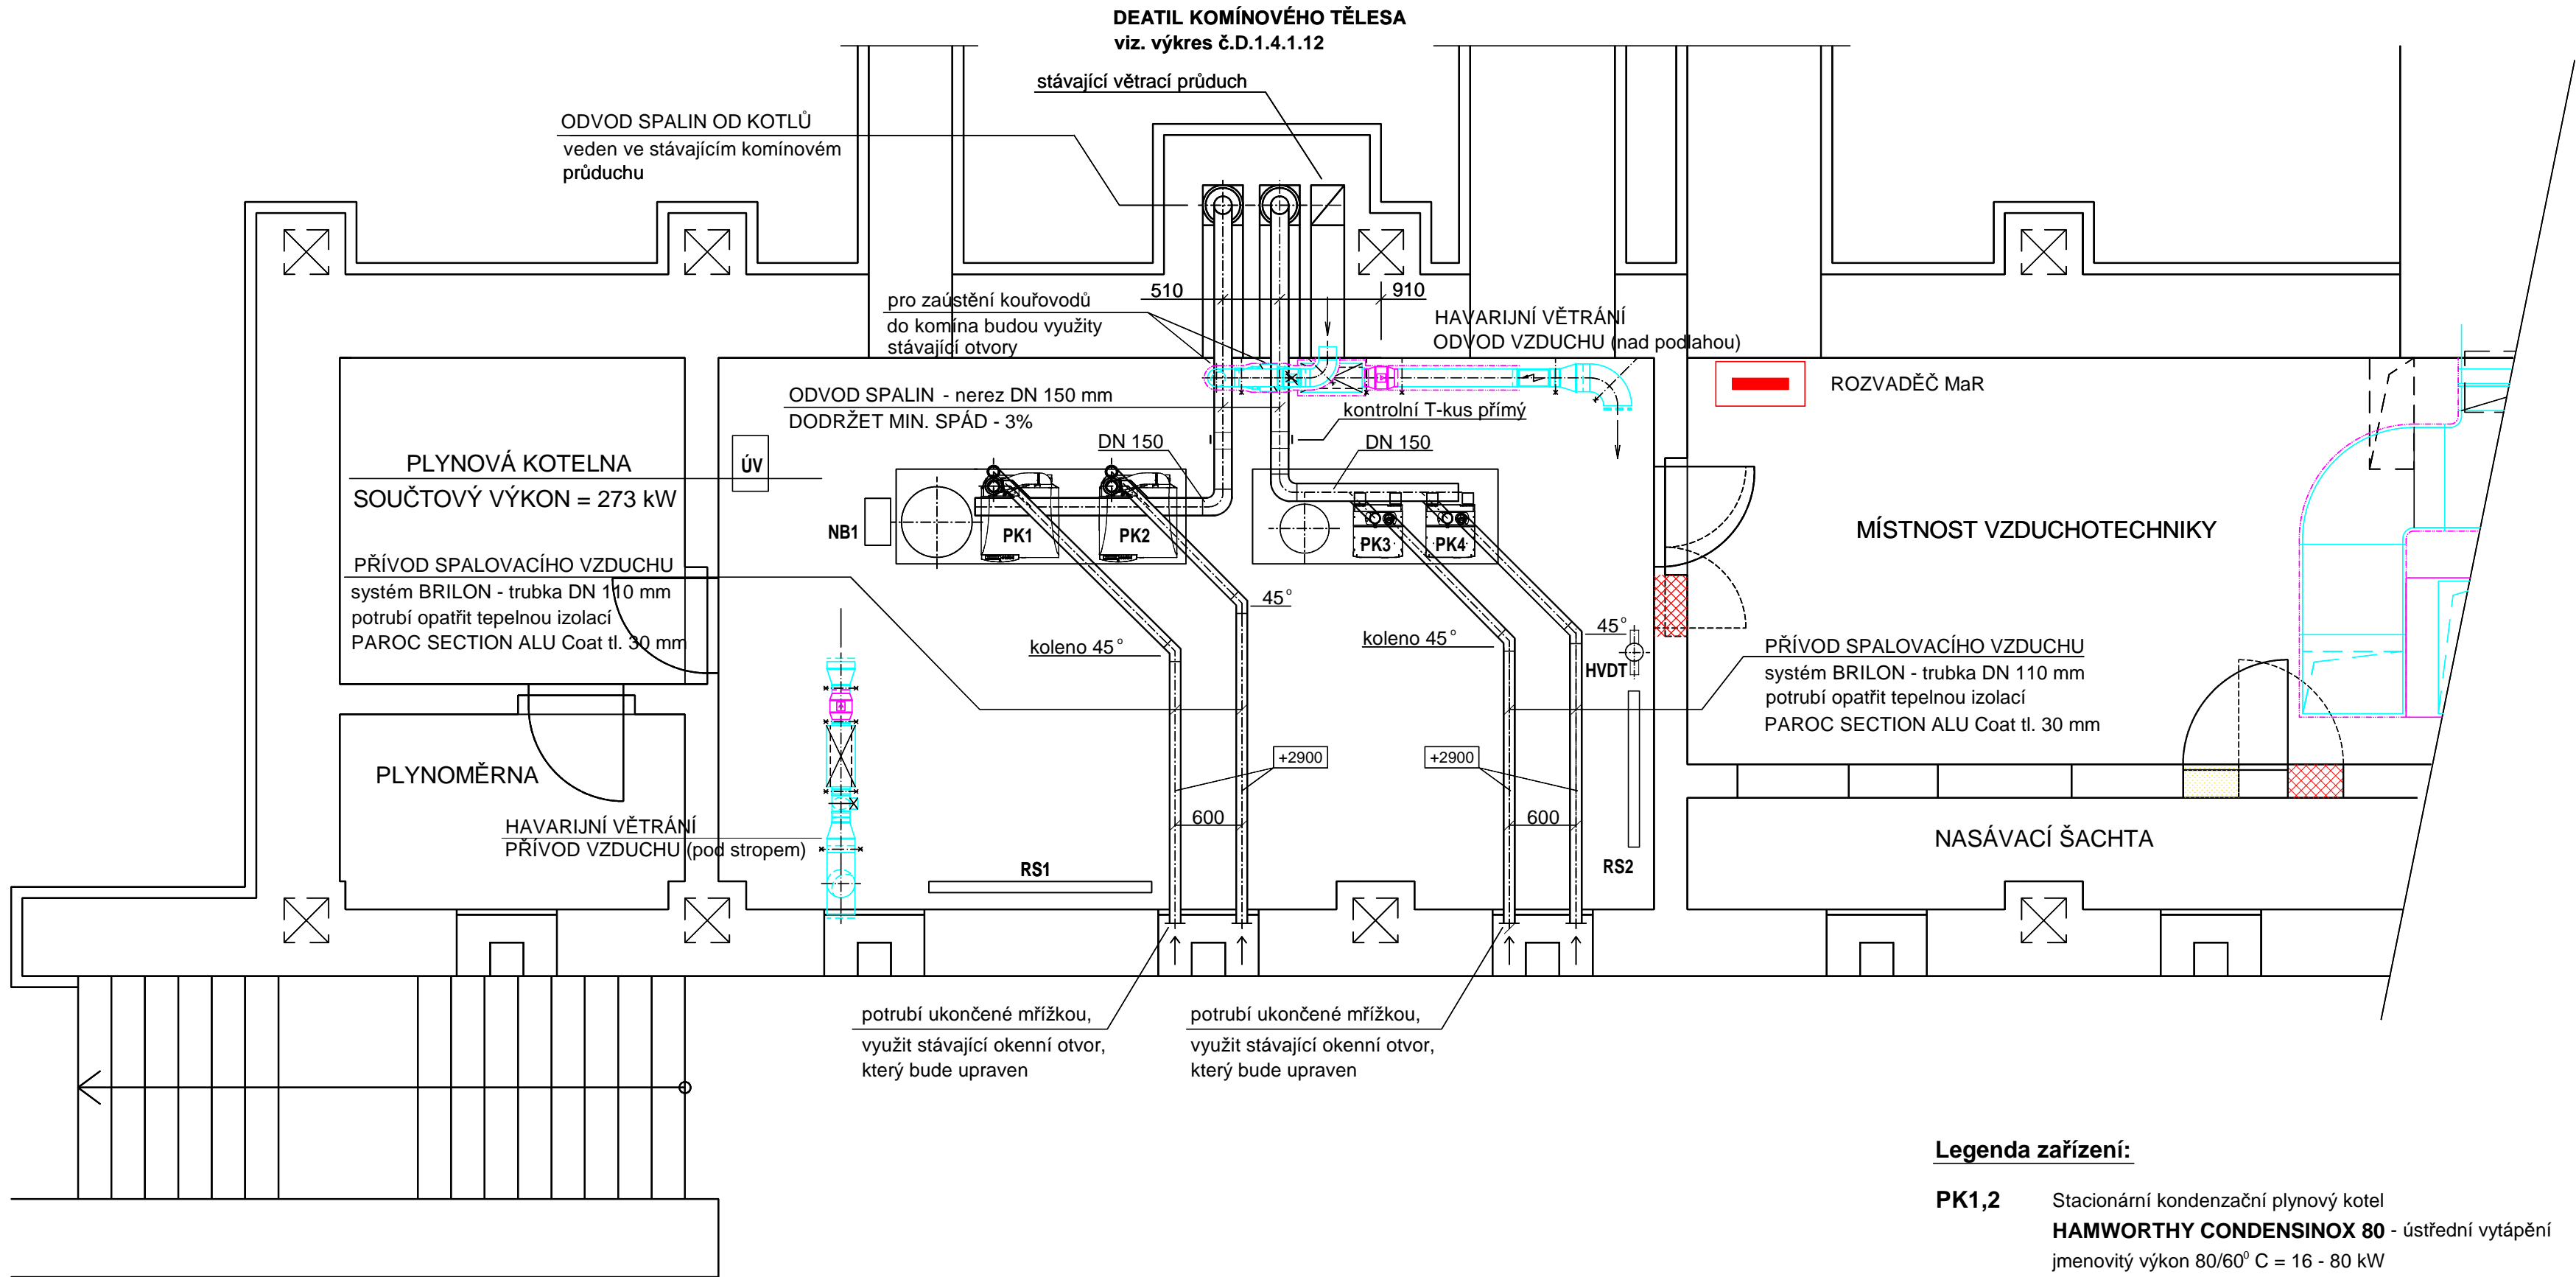 DEATIL KOMÍNOVÉHO TĚLESA
viz. výkres č.D.1.4.1.12
stávající větrací průduch
ODVOD SPALIN OD KOTLŮ
veden ve stávajícím komínovém
průduchu
510
910
pro zaústění kouřovodů
do komína budou využity
stávající otvory
HAVARIJNÍ VĚTRÁNÍ
ODVOD VZDUCHU (nad podlahou)
ROZVADĚČ MaR
ODVOD SPALIN - nerez DN 150 mm
DODRŽET MIN. SPÁD - 3%
kontrolní T-kus přímý
DN 150
DN 150
PLYNOVÁ KOTELNA
SOUČTOVÝ VÝKON = 273 kW
ÚV
NB1
PK1
PK2
PK3
PK4
MÍSTNOST VZDUCHOTECHNIKY
PŘÍVOD SPALOVACÍHO VZDUCHU
systém BRILON - trubka DN 110 mm
potrubí opatřit tepelnou izolací
PAROC SECTION ALU Coat tl. 30 mm
45°
koleno 45°
koleno 45°
45°
HVDT
PŘÍVOD SPALOVACÍHO VZDUCHU
systém BRILON - trubka DN 110 mm
potrubí opatřit tepelnou izolací
PAROC SECTION ALU Coat tl. 30 mm
+2900
+2900
PLYNOMĚRNA
600
600
HAVARIJNÍ VĚTRÁNÍ
PŘÍVOD VZDUCHU (pod stropem)
NASÁVACÍ ŠACHTA
RS1
RS2
potrubí ukončené mřížkou,
využit stávající okenní otvor,
který bude upraven
potrubí ukončené mřížkou,
využit stávající okenní otvor,
který bude upraven
Legenda zařízení:
PK1,2 Stacionární kondenzační plynový kotel
HAMWORTHY CONDENSINOX 80 - ústřední vytápění
jmenovitý výkon 80/60⁰ C = 16 - 80 kW